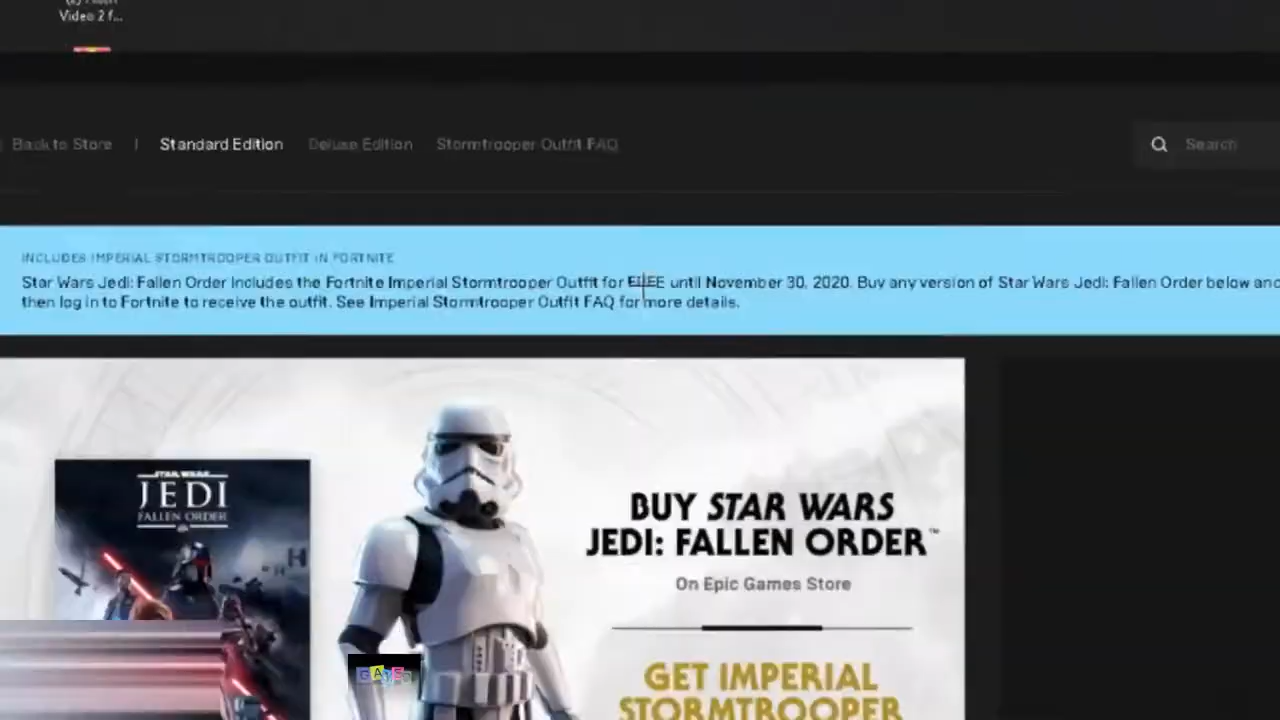 Video 2 f...
Back to Store | Standard Edition Deluxe Edition Stormtrooper Outfit FAQ
Search
INCLUDES IMPERIAL STORMTROOPER OUTFIT IN FORTNITE
Star Wars Jedi: Fallen Order includes the Fortnite Imperial Stormtrooper Outfit for FREE until November 30, 2020. Buy any version of Star Wars Jedi: Fallen Order below and
then log in to Fortnite to receive the outfit. See Imperial Stormtrooper Outfit FAQ for more details.
STAR WARS
JEDI
FALLEN ORDER
BUY STAR WARS
JEDI: FALLEN ORDER™
On Epic Games Store
GET IMPERIAL
STORMTROOPER